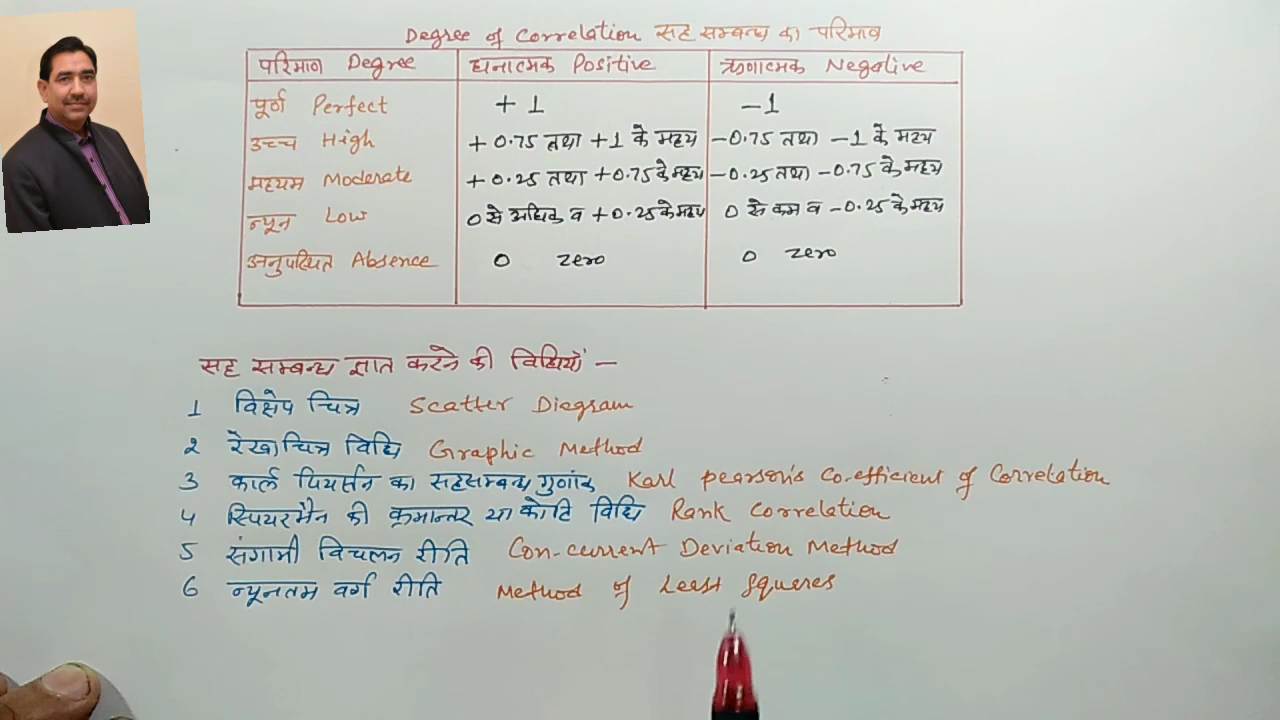 Degree of Correlation सह सम्बन्ध का परिमाण
परिमाण Degree धनात्मक Positive ऋणात्मक Negative
पूर्ण Perfect + 1 - 1
उच्च High + 0.75 तथा + 1 के मध्य - 0.75 तथा - 1 के मध्य
मध्यम Moderate + 0.25 तथा + 0.75 के मध्य - 0.25 तथा - 0.75 के मध्य
न्यून Low 0 से अधिक व + 0.25 के मध्य 0 से कम व - 0.25 के मध्य
अनुपस्थित Absence 0 zero 0 zero
सह सम्बन्ध ज्ञात करने की विधियाँ -
1 विक्षेप चित्र Scatter Diegram
2 रेखाचित्र विधि Graphic Method
3 कार्ल पियर्सन का सहसम्बन्ध गुणांक Karl pearson's Co-efficient of Correlation
4 स्पियरमैन की क्रमान्तर या कोटि विधि Rank Correlation
5 संगामी विचलन रीति Con-current Deviation Method
6 न्यूनतम वर्ग रीति Method of Leest Squeres